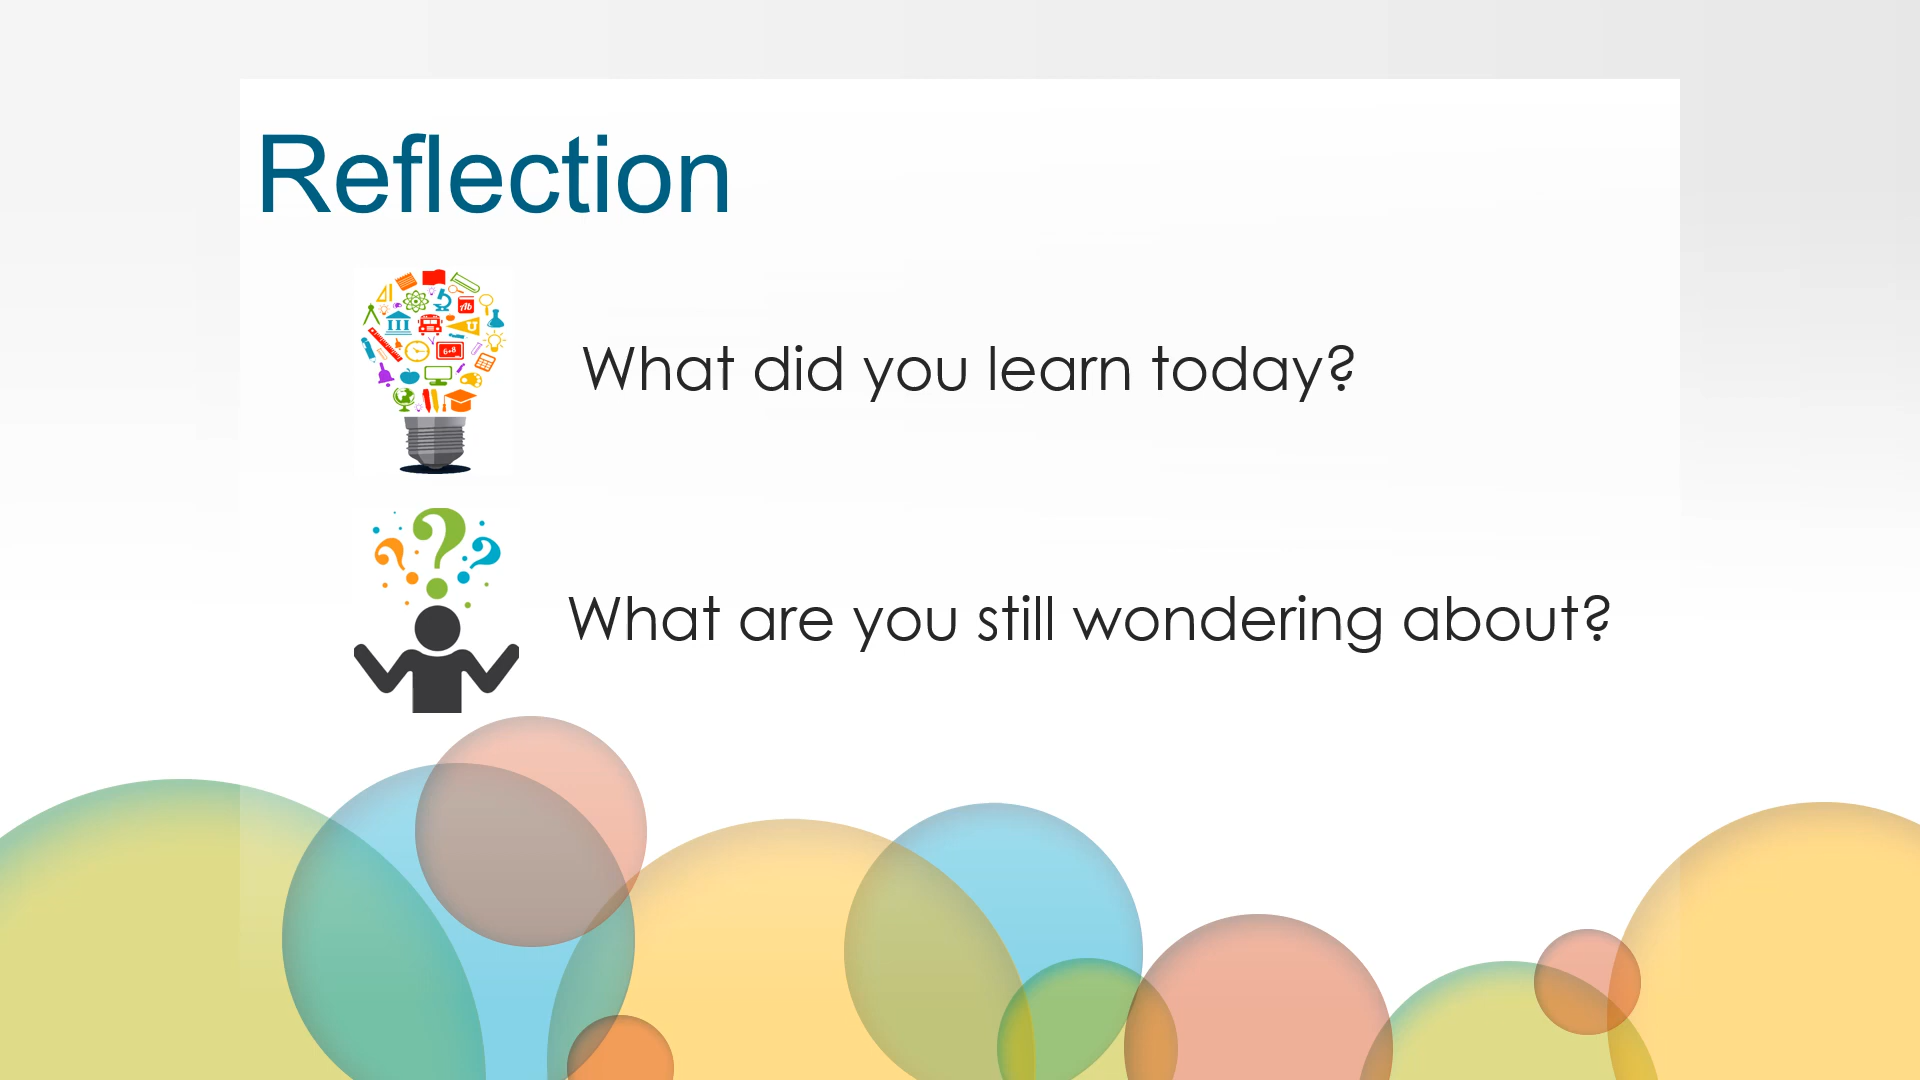 Reflection
What did you learn today?
What are you still wondering about?